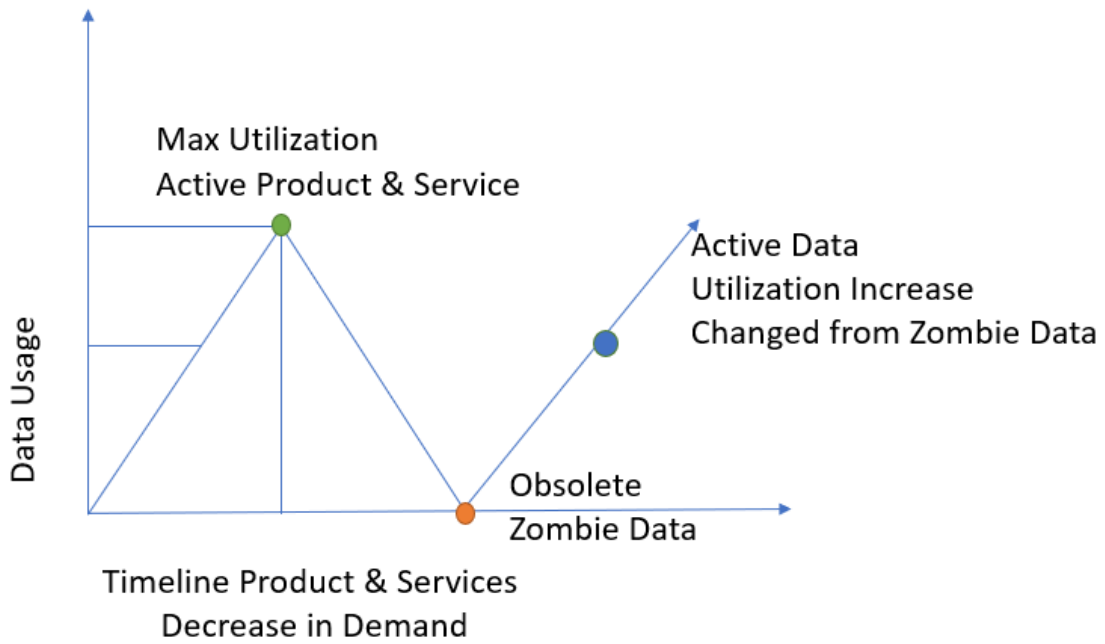 Max Utilization
Active Product & Service
Active Data
Utilization Increase
Changed from Zombie Data
Data Usage
Obsolete
Zombie Data
Timeline Product & Services
Decrease in Demand